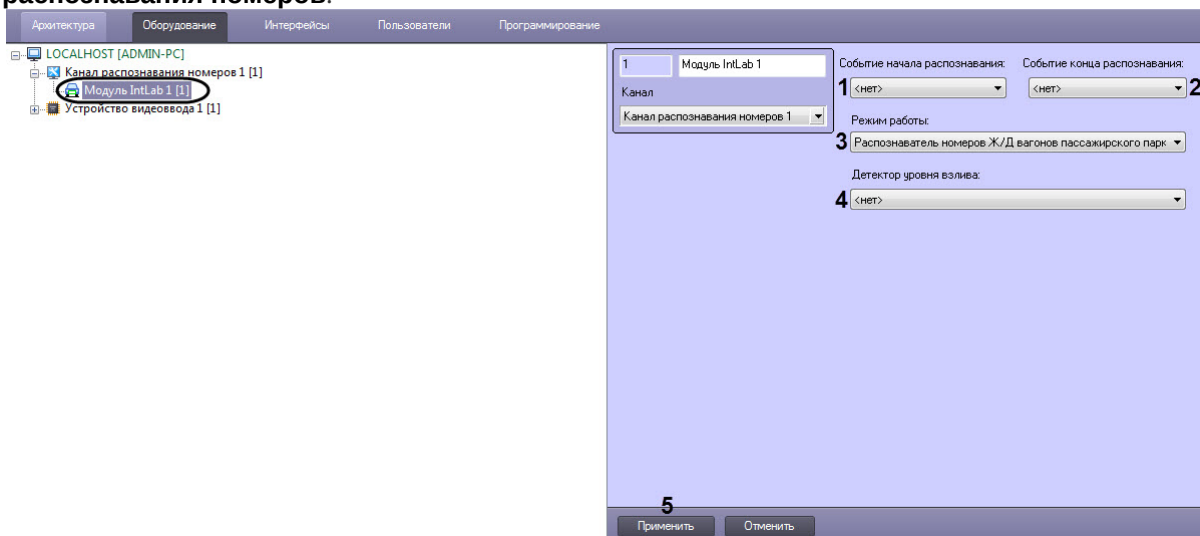 распознавания номеров.
Архитектура Оборудование Интерфейсы Пользователи Программирование
LOCALHOST [ADMIN-PC]
Канал распознавания номеров 1 [1]
Модуль IntLab 1 [1]
Устройство видеоввода 1 [1]
1 Модуль IntLab 1
Канал
Канал распознавания номеров 1
Событие начала распознавания: Событие конца распознавания:
1 <нет> <нет> 2
Режим работы:
3 Распознаватель номеров Ж/Д вагонов пассажирского парк
Детектор уровня взлива:
4 <нет>
5
Применить Отменить